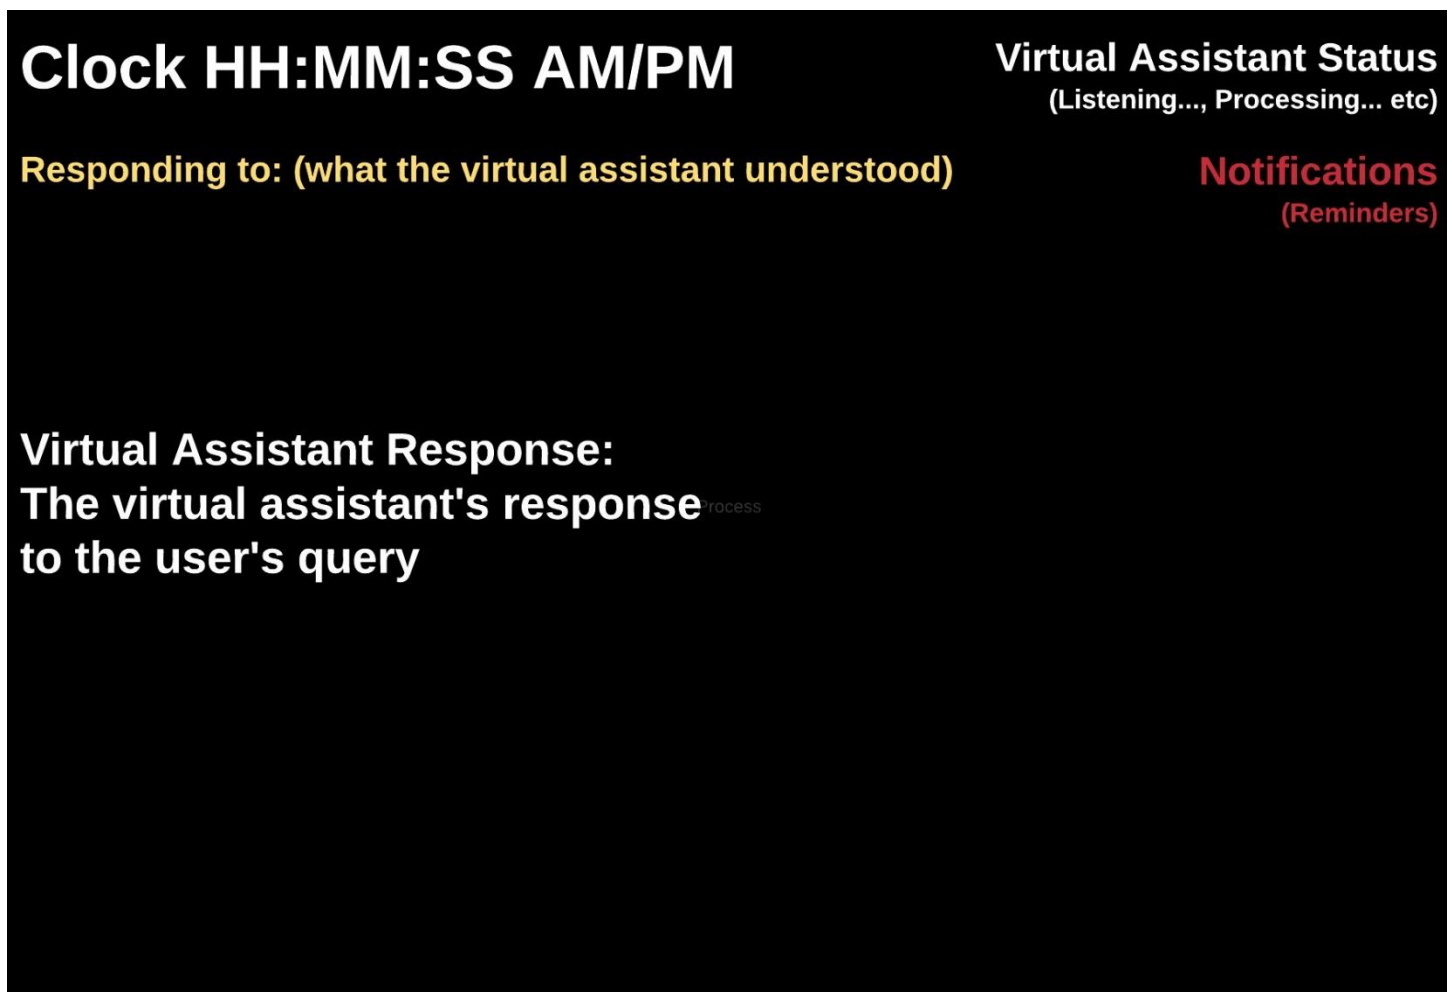 Clock HH:MM:SS AM/PM
Virtual Assistant Status
(Listening..., Processing... etc)
Responding to: (what the virtual assistant understood)
Notifications
(Reminders)
Virtual Assistant Response:
The virtual assistant's response
to the user's query
Process